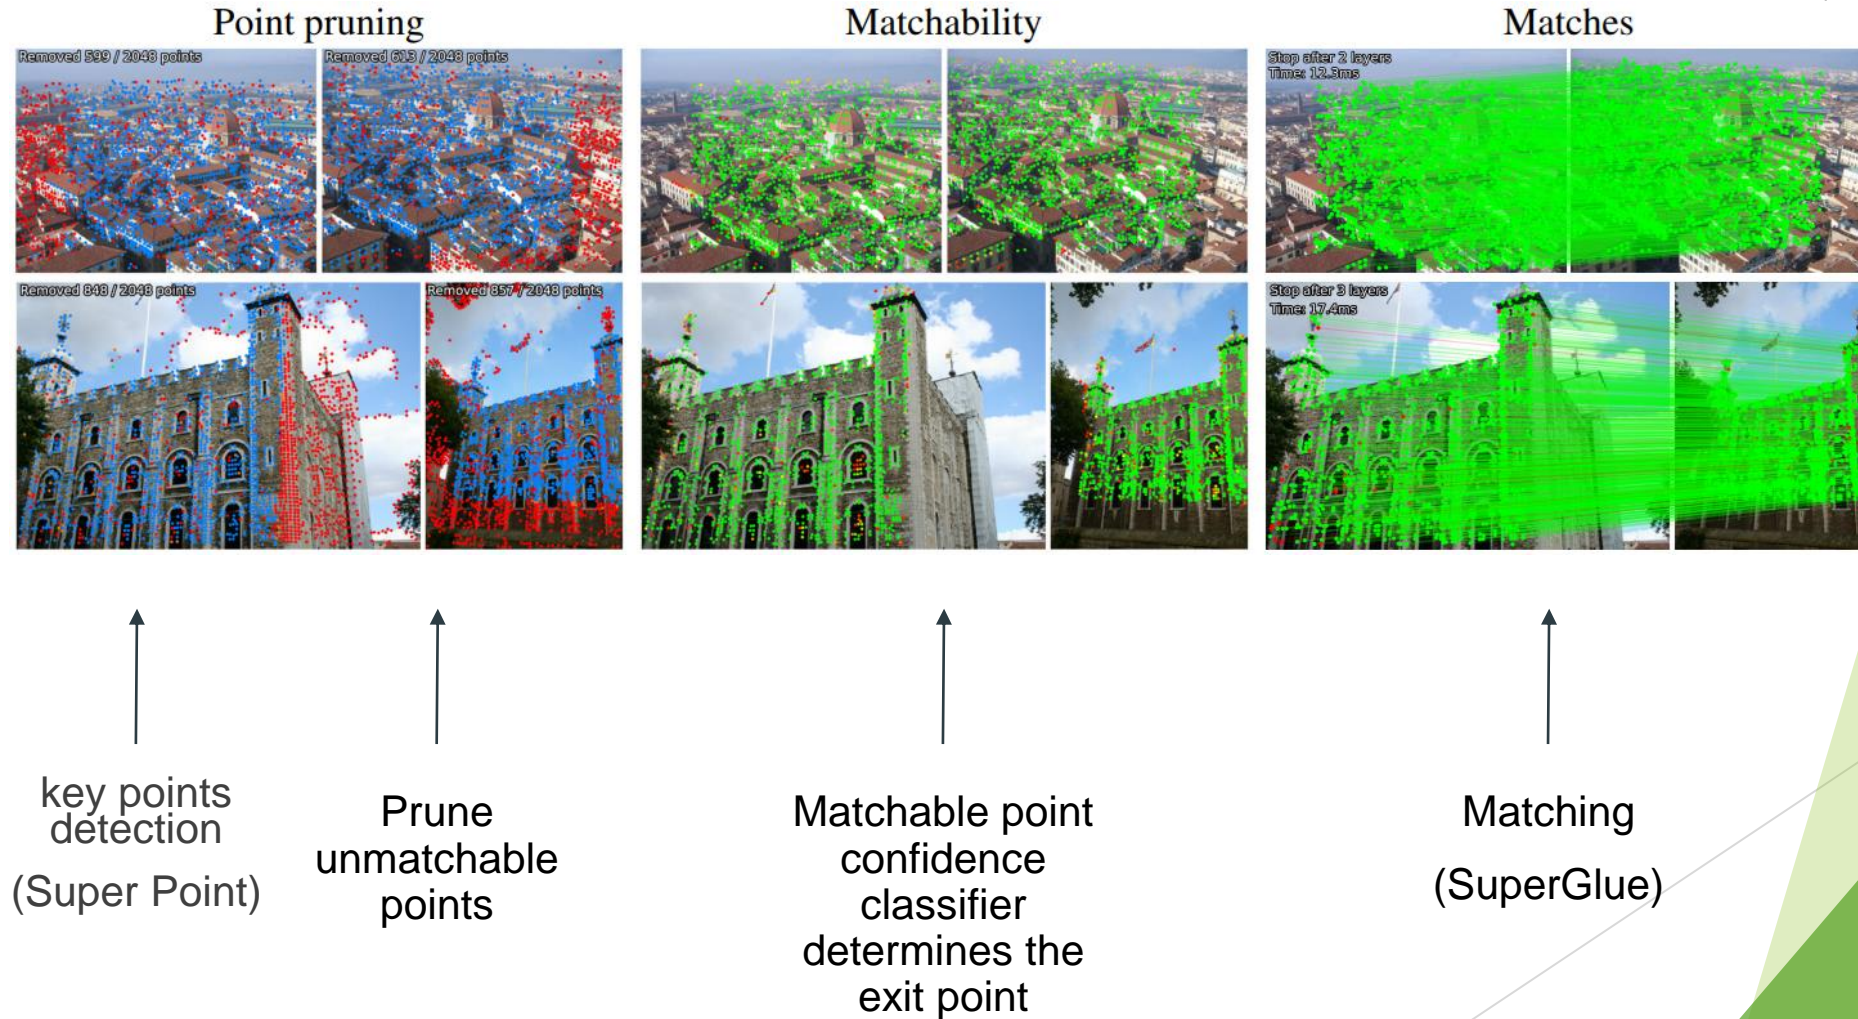 Point pruning
Matchability
Matches
Removed 599 / 2048 points
Removed 613 / 2048 points
Stop after 2 layers
Time: 12.3ms
Removed 848 / 2048 points
Removed 857 / 2048 points
Stop after 3 layers
Time: 17.4ms
key points
detection
(Super Point)
Prune
unmatchable
points
Matchable point
confidence
classifier
determines the
exit point
Matching
(SuperGlue)